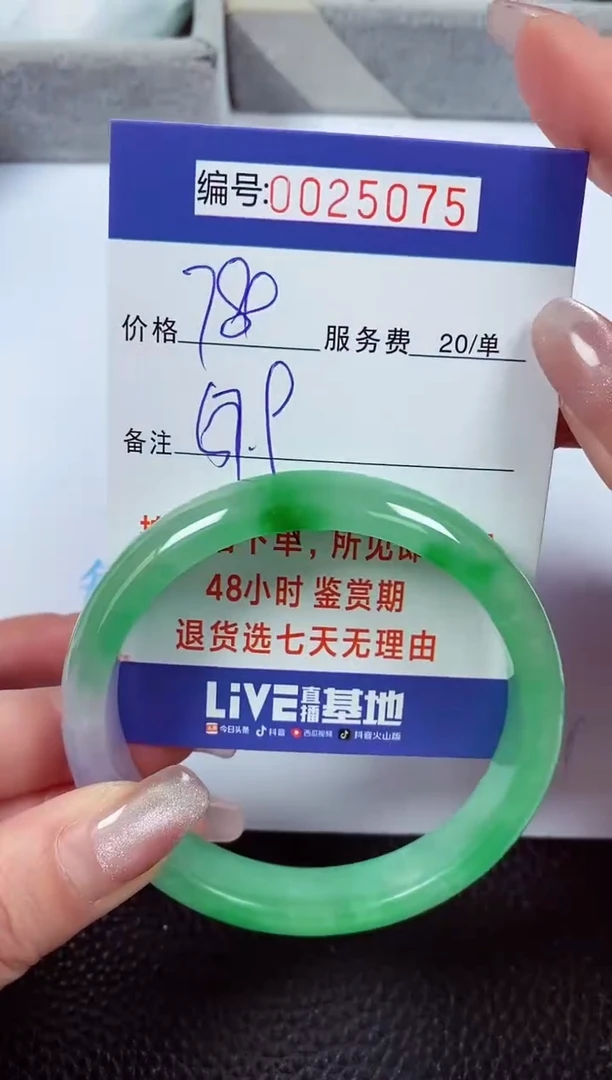 编号:0025075
价格 788 服务费 20/单
备注
下单，所见即
48小时 鉴赏期
退货选七天无理由
LiVE直播基地
今日头条 抖音 西瓜视频 抖音火山版